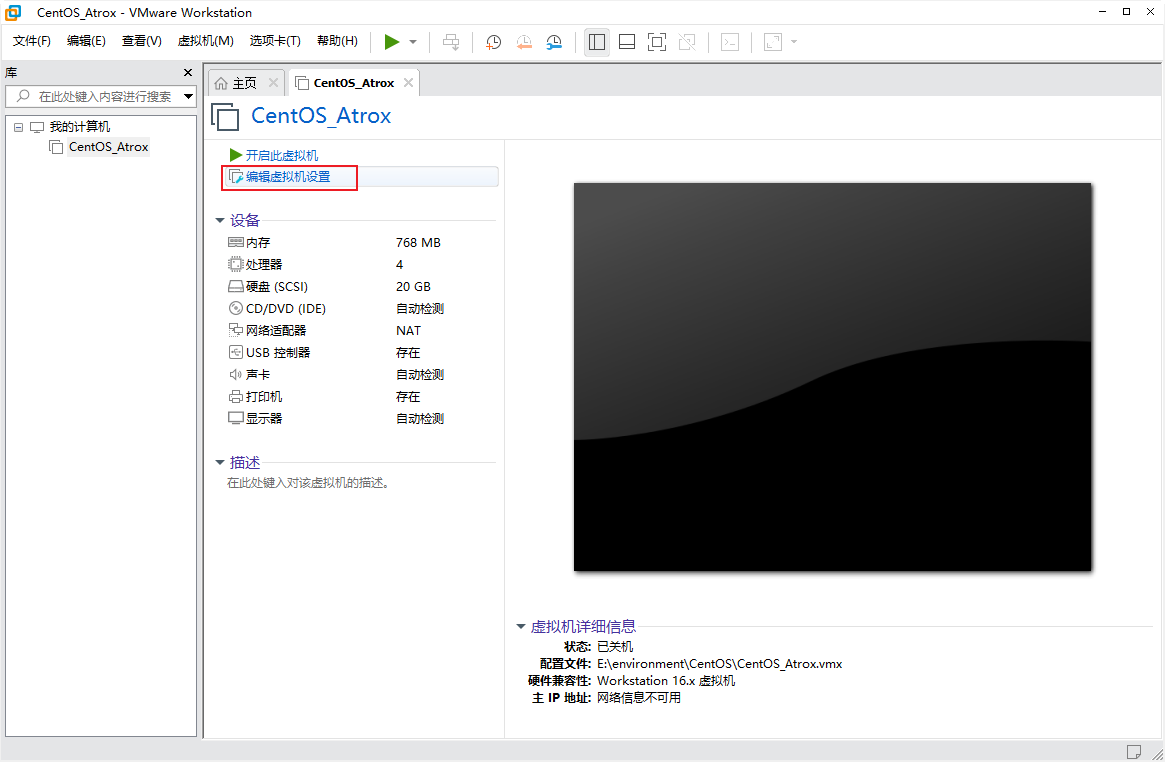 CentOS_Atrox - VMware Workstation
文件(F) 编辑(E) 查看(V) 虚拟机(M) 选项卡(T) 帮助(H)
库
在此处键入内容进行搜索
我的计算机
CentOS_Atrox
主页 CentOS_Atrox
CentOS_Atrox
开启此虚拟机
编辑虚拟机设置
设备
内存 768 MB
处理器 4
硬盘 (SCSI) 20 GB
CD/DVD (IDE) 自动检测
网络适配器 NAT
USB 控制器 存在
声卡 自动检测
打印机 存在
显示器 自动检测
描述
在此处键入对该虚拟机的描述。
虚拟机详细信息
状态: 已关机
配置文件: E:\environment\CentOS\CentOS_Atrox.vmx
硬件兼容性: Workstation 16.x 虚拟机
主 IP 地址: 网络信息不可用